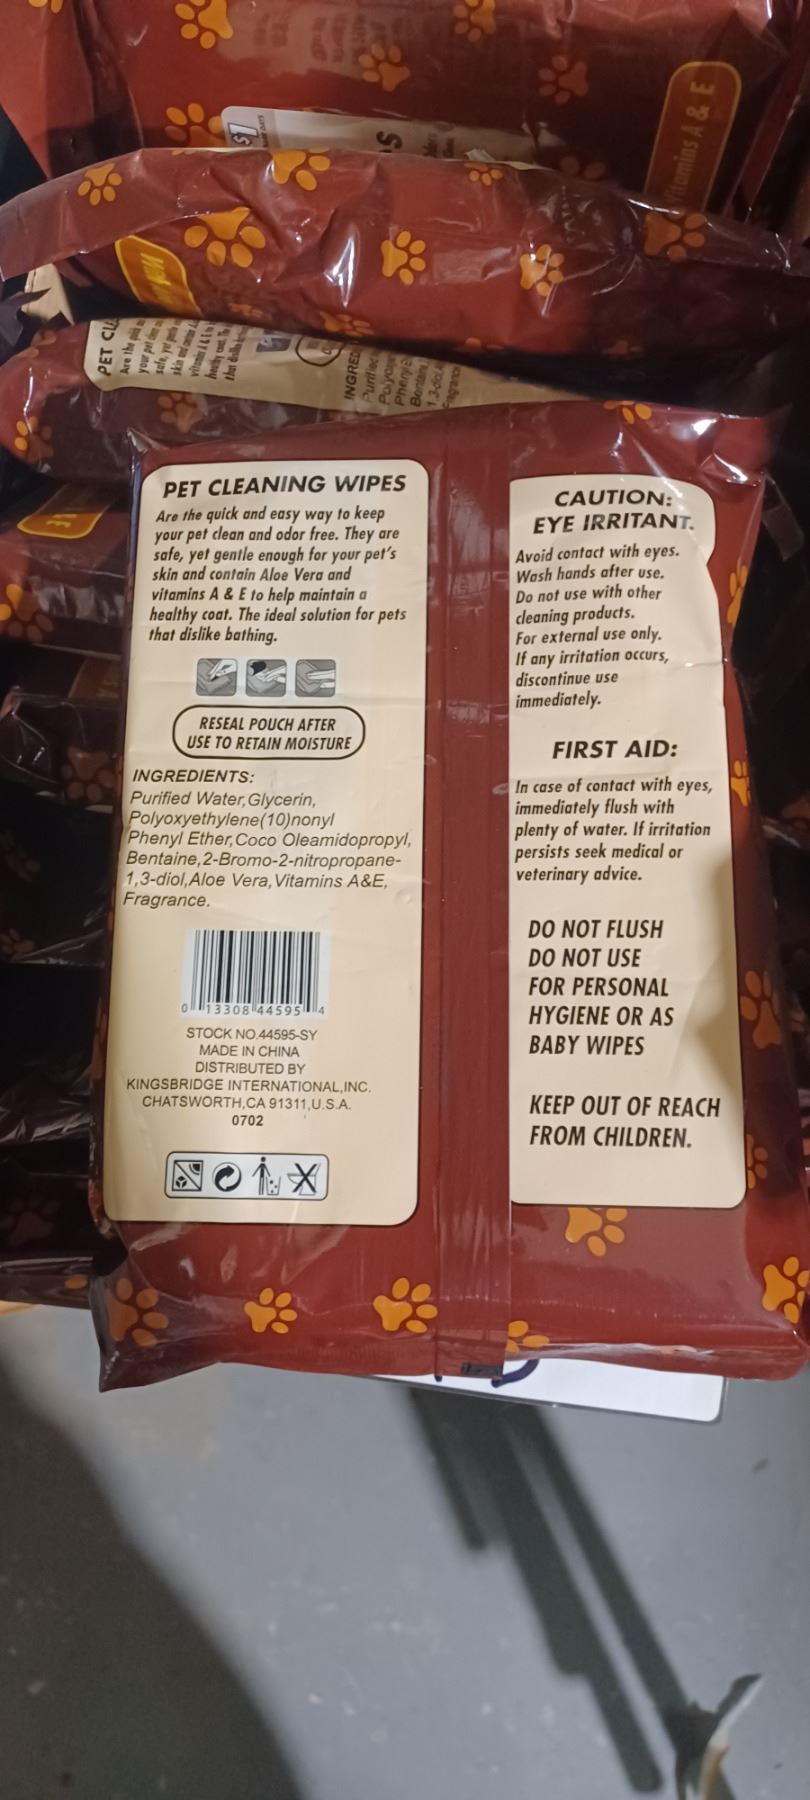 $1
Vitamins A & E
PET CLEANING WIPES
Are the quick and easy way to keep
your pet clean and odor free. They are
safe, yet gentle enough for your pet's
skin and contain Aloe Vera and
vitamins A & E to help maintain a
healthy coat. The ideal solution for pets
that dislike bathing.
RESEAL POUCH AFTER
USE TO RETAIN MOISTURE
INGREDIENTS:
Purified Water,Glycerin,
Polyoxyethylene(10)nonyl
Phenyl Ether,Coco Oleamidopropyl,
Bentaine,2-Bromo-2-nitropropane-
1,3-diol,Aloe Vera,Vitamins A&E,
Fragrance.
0 13308 44595 4
STOCK NO.44595-SY
MADE IN CHINA
DISTRIBUTED BY
KINGSBRIDGE INTERNATIONAL,INC.
CHATSWORTH,CA 91311,U.S.A.
0702
CAUTION:
EYE IRRITANT.
Avoid contact with eyes.
Wash hands after use.
Do not use with other
cleaning products.
For external use only.
If any irritation occurs,
discontinue use
immediately.
FIRST AID:
In case of contact with eyes,
immediately flush with
plenty of water. If irritation
persists seek medical or
veterinary advice.
DO NOT FLUSH
DO NOT USE
FOR PERSONAL
HYGIENE OR AS
BABY WIPES
KEEP OUT OF REACH
FROM CHILDREN.